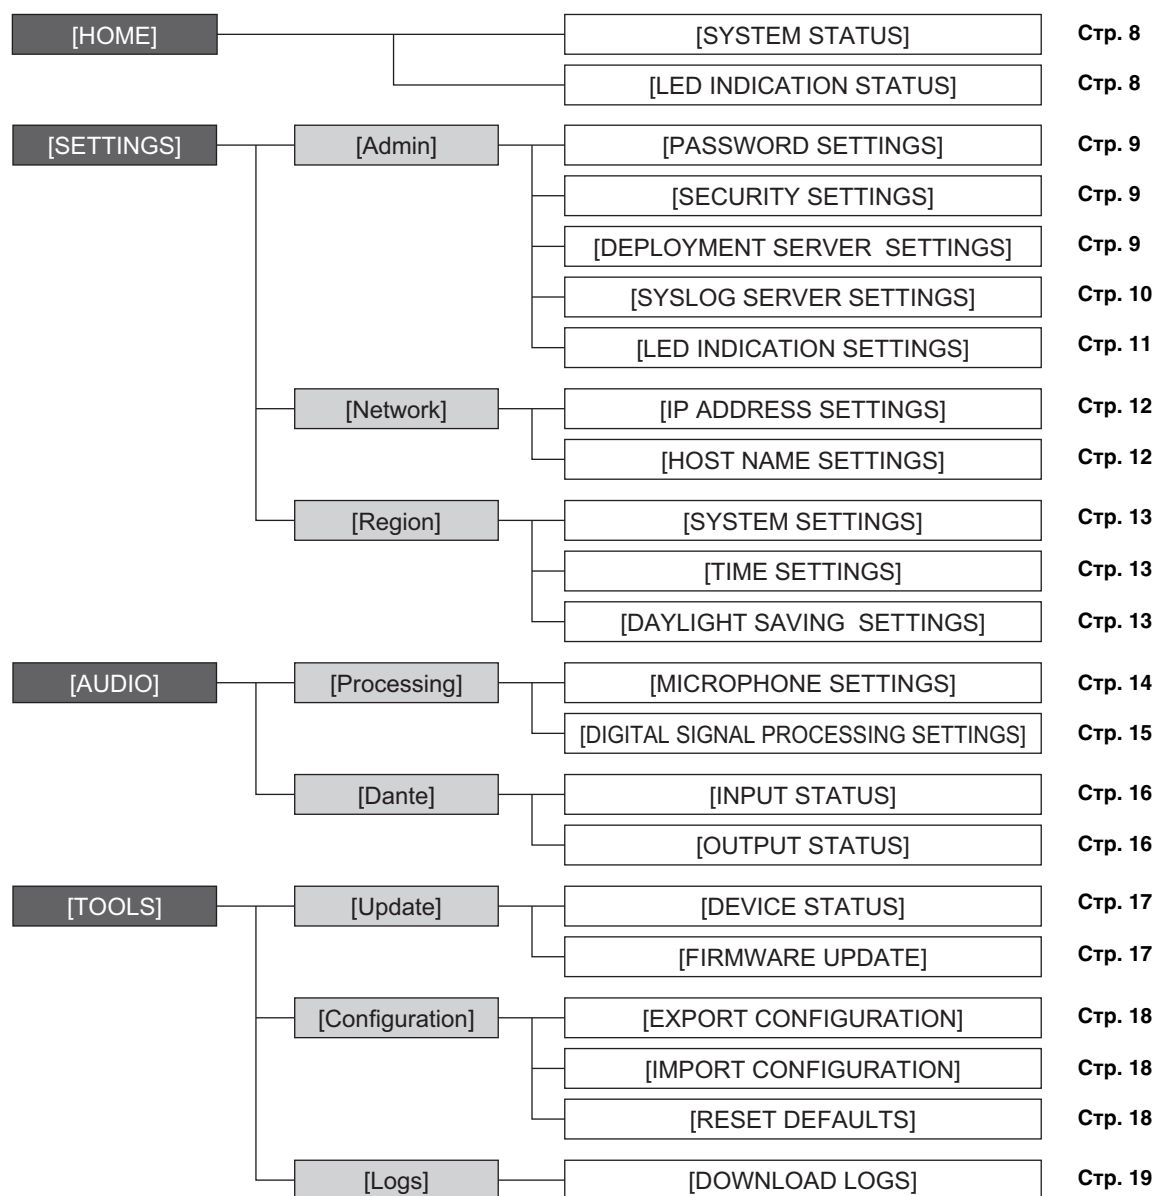 [HOME] [SYSTEM STATUS] Стр. 8
[LED INDICATION STATUS] Стр. 8
[SETTINGS] [Admin] [PASSWORD SETTINGS] Стр. 9
[SECURITY SETTINGS] Стр. 9
[DEPLOYMENT SERVER SETTINGS] Стр. 9
[SYSLOG SERVER SETTINGS] Стр. 10
[LED INDICATION SETTINGS] Стр. 11
[Network] [IP ADDRESS SETTINGS] Стр. 12
[HOST NAME SETTINGS] Стр. 12
[Region] [SYSTEM SETTINGS] Стр. 13
[TIME SETTINGS] Стр. 13
[DAYLIGHT SAVING SETTINGS] Стр. 13
[AUDIO] [Processing] [MICROPHONE SETTINGS] Стр. 14
[DIGITAL SIGNAL PROCESSING SETTINGS] Стр. 15
[Dante] [INPUT STATUS] Стр. 16
[OUTPUT STATUS] Стр. 16
[TOOLS] [Update] [DEVICE STATUS] Стр. 17
[FIRMWARE UPDATE] Стр. 17
[Configuration] [EXPORT CONFIGURATION] Стр. 18
[IMPORT CONFIGURATION] Стр. 18
[RESET DEFAULTS] Стр. 18
[Logs] [DOWNLOAD LOGS] Стр. 19